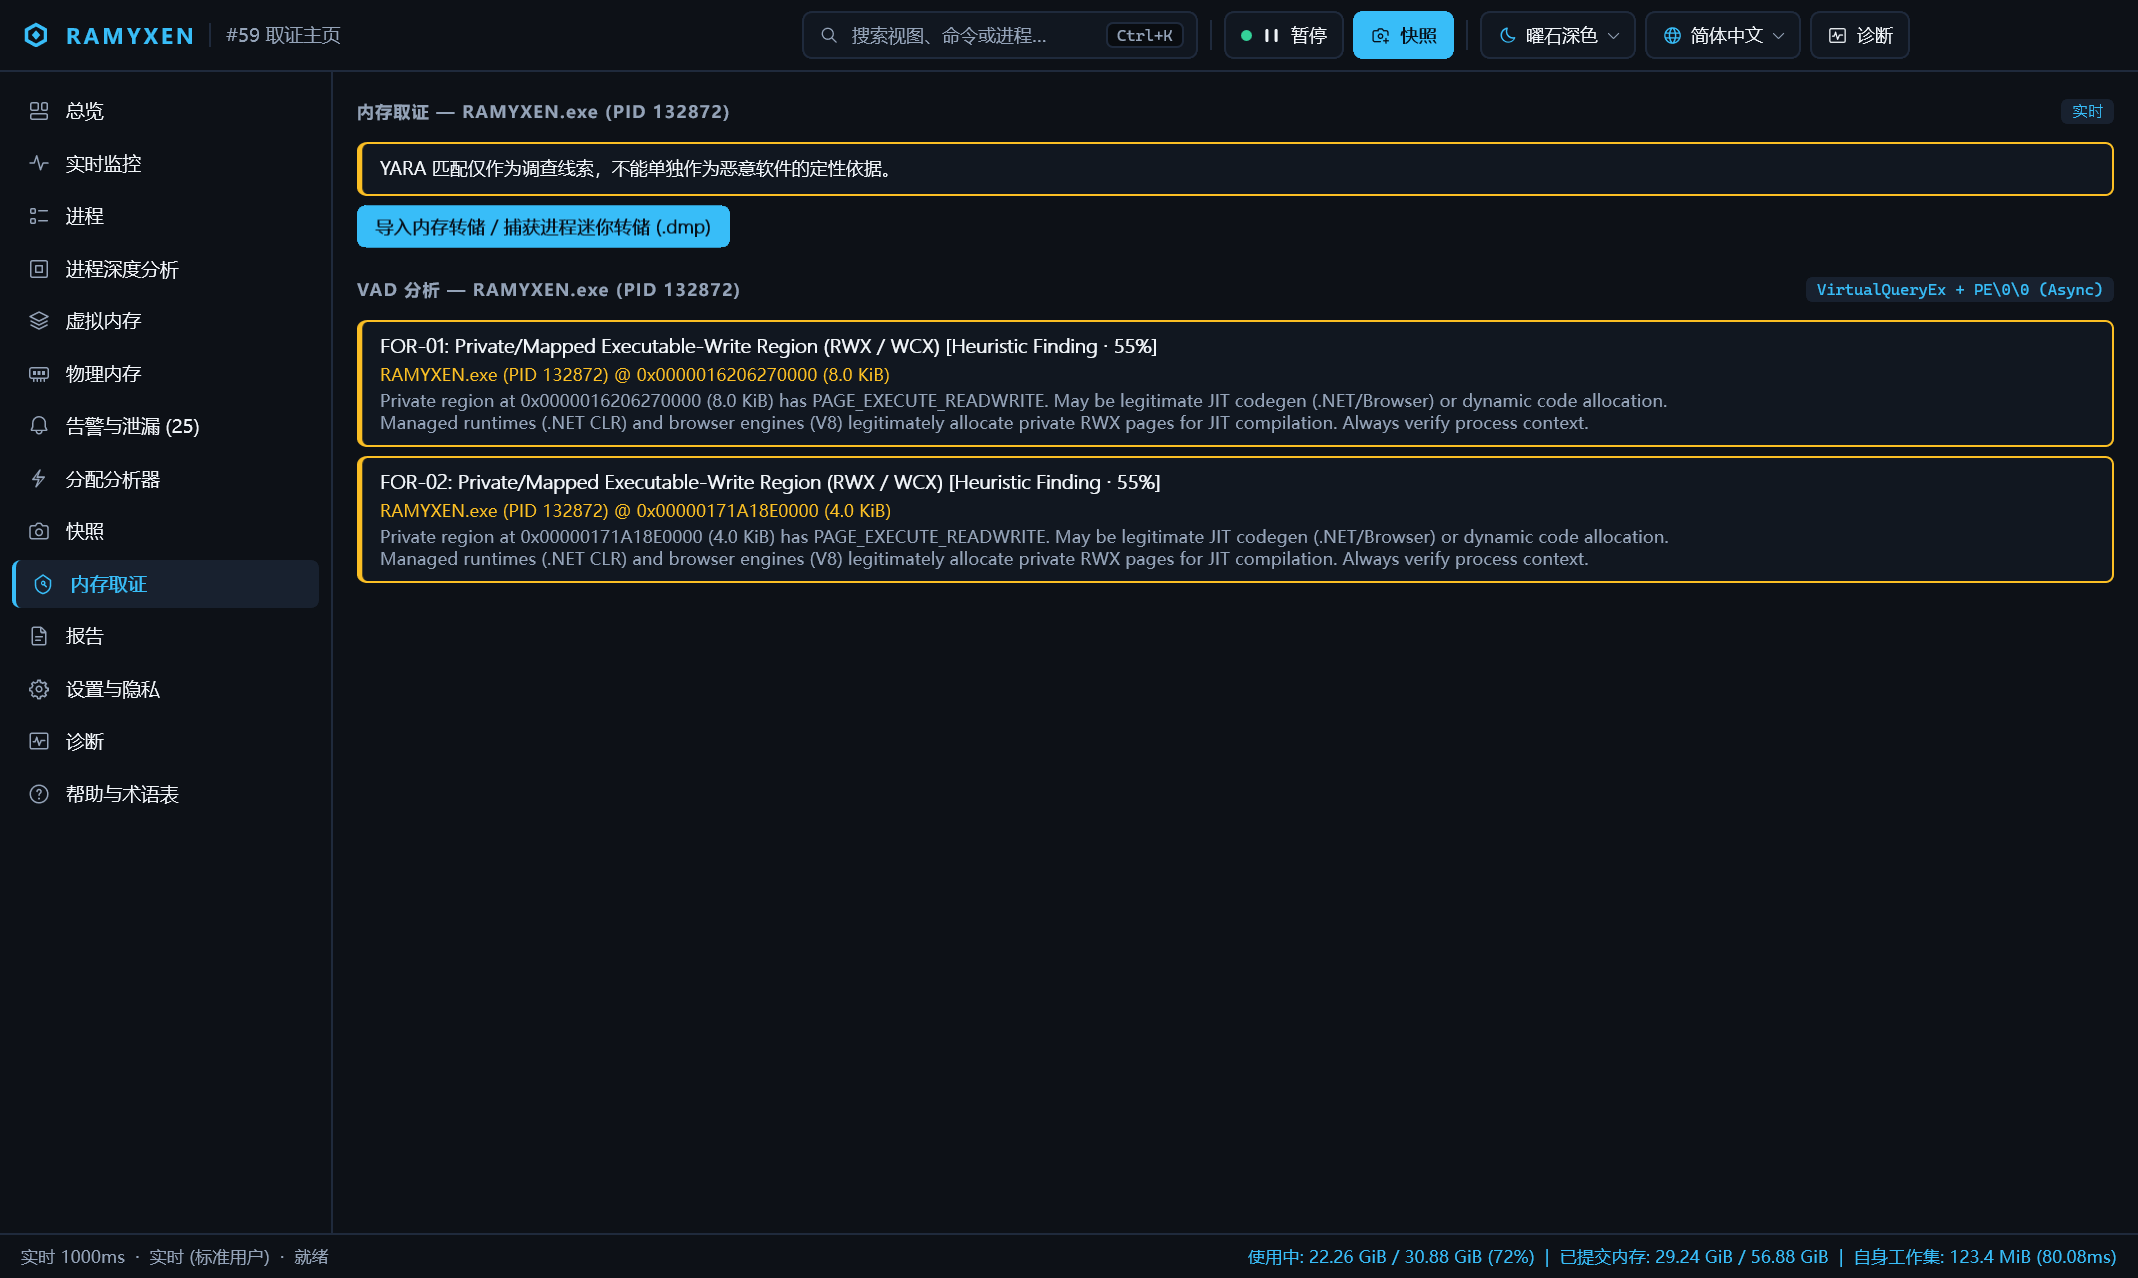 RAMYXEN
#59 取证主页
搜索视图、命令或进程...
Ctrl+K
暂停
快照
曜石深色
简体中文
诊断
总览
实时监控
进程
进程深度分析
虚拟内存
物理内存
告警与泄漏 (25)
分配分析器
快照
内存取证
报告
设置与隐私
诊断
帮助与术语表
内存取证 — RAMYXEN.exe (PID 132872)
实时
YARA 匹配仅作为调查线索，不能单独作为恶意软件的定性依据。
导入内存转储 / 捕获进程迷你转储 (.dmp)
VAD 分析 — RAMYXEN.exe (PID 132872)
VirtualQueryEx + PE\0\0 (Async)
FOR-01: Private/Mapped Executable-Write Region (RWX / WCX) [Heuristic Finding · 55%]
RAMYXEN.exe (PID 132872) @ 0x0000016206270000 (8.0 KiB)
Private region at 0x0000016206270000 (8.0 KiB) has PAGE_EXECUTE_READWRITE. May be legitimate JIT codegen (.NET/Browser) or dynamic code allocation.
Managed runtimes (.NET CLR) and browser engines (V8) legitimately allocate private RWX pages for JIT compilation. Always verify process context.
FOR-02: Private/Mapped Executable-Write Region (RWX / WCX) [Heuristic Finding · 55%]
RAMYXEN.exe (PID 132872) @ 0x00000171A18E0000 (4.0 KiB)
Private region at 0x00000171A18E0000 (4.0 KiB) has PAGE_EXECUTE_READWRITE. May be legitimate JIT codegen (.NET/Browser) or dynamic code allocation.
Managed runtimes (.NET CLR) and browser engines (V8) legitimately allocate private RWX pages for JIT compilation. Always verify process context.
实时 1000ms · 实时 (标准用户) · 就绪
使用中: 22.26 GiB / 30.88 GiB (72%) | 已提交内存: 29.24 GiB / 56.88 GiB | 自身工作集: 123.4 MiB (80.08ms)